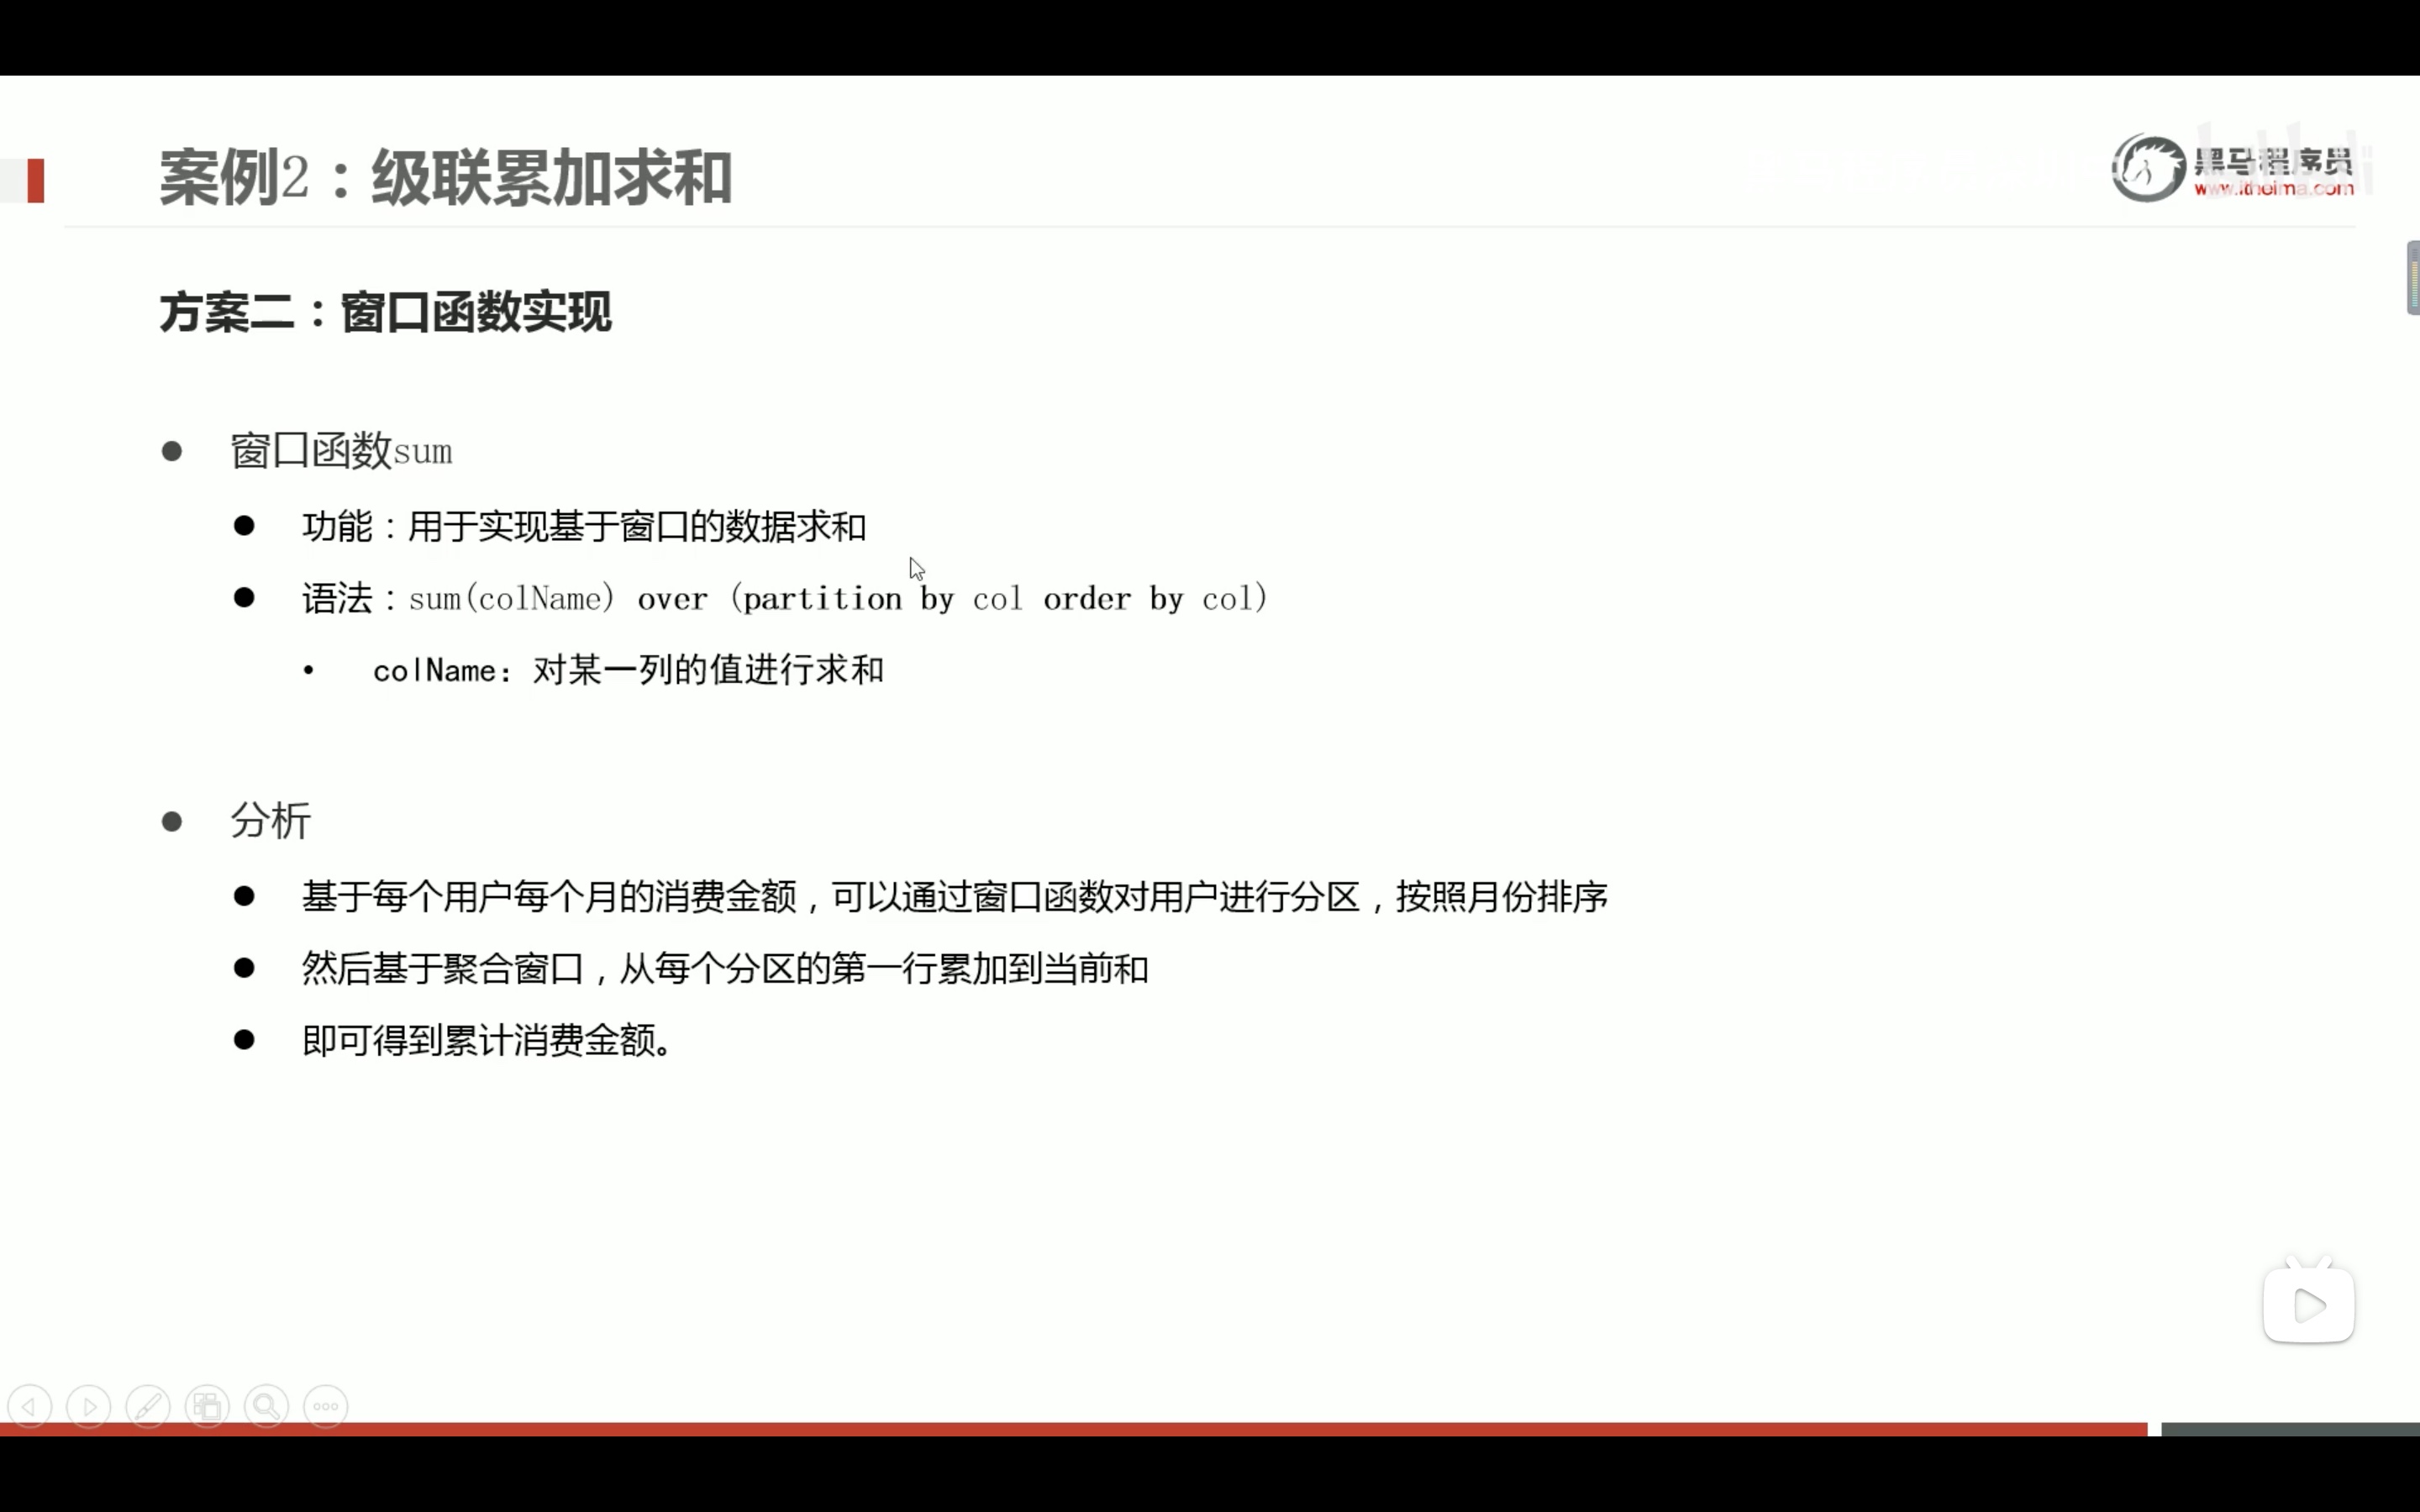 案例2：级联累加求和
黑马程序员
www.itheima.com
方案二：窗口函数实现
窗口函数sum
功能：用于实现基于窗口的数据求和
语法：sum(colName) over (partition by col order by col)
colName：对某一列的值进行求和
分析
基于每个用户每个月的消费金额，可以通过窗口函数对用户进行分区，按照月份排序
然后基于聚合窗口，从每个分区的第一行累加到当前和
即可得到累计消费金额。